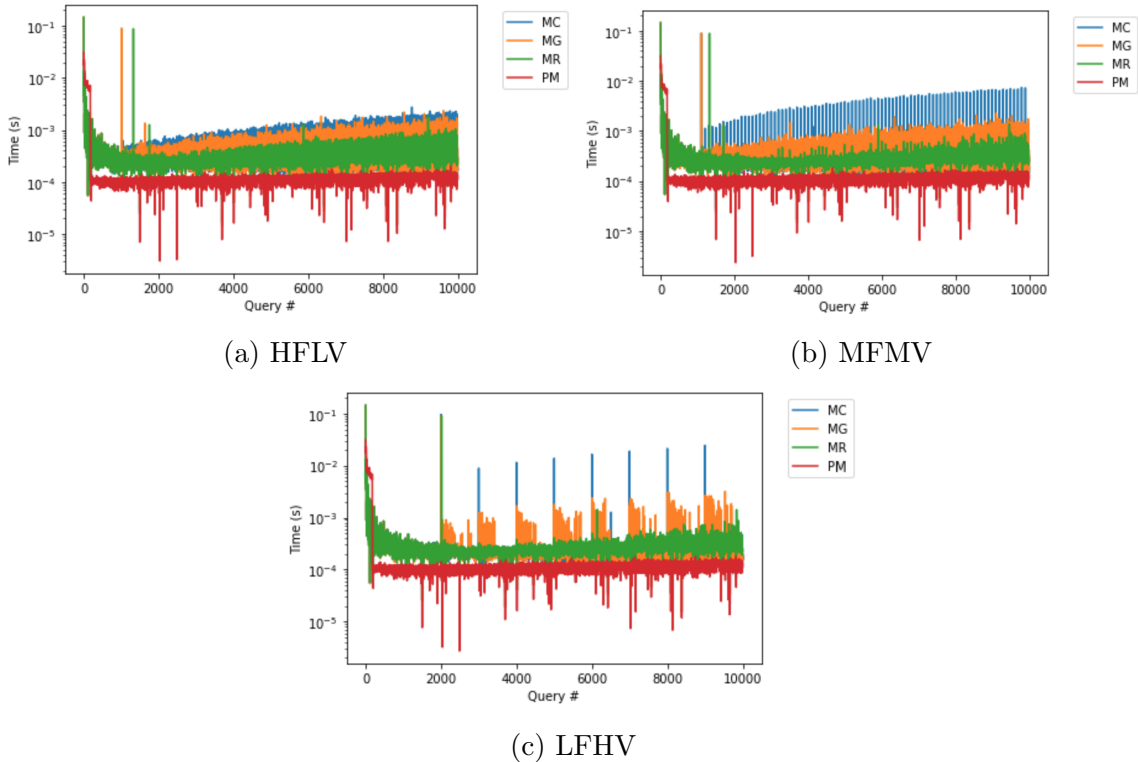 10⁻¹
10⁻²
10⁻³
10⁻⁴
10⁻⁵
Time (s)
0 2000 4000 6000 8000 10000
Query #
MC
MG
MR
PM
(a) HFLV
10⁻¹
10⁻²
10⁻³
10⁻⁴
10⁻⁵
Time (s)
0 2000 4000 6000 8000 10000
Query #
MC
MG
MR
PM
(b) MFMV
10⁻¹
10⁻²
10⁻³
10⁻⁴
10⁻⁵
Time (s)
0 2000 4000 6000 8000 10000
Query #
MC
MG
MR
PM
(c) LFHV